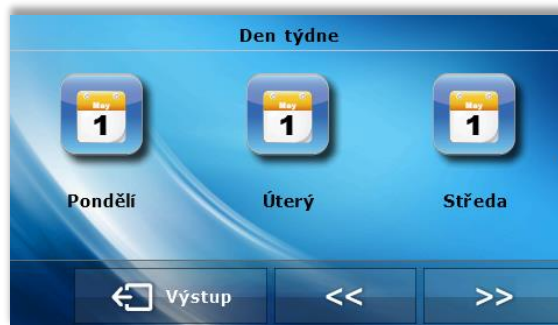 Den týdne
May May May
1 1 1
Pondělí Úterý Středa
Výstup << >>